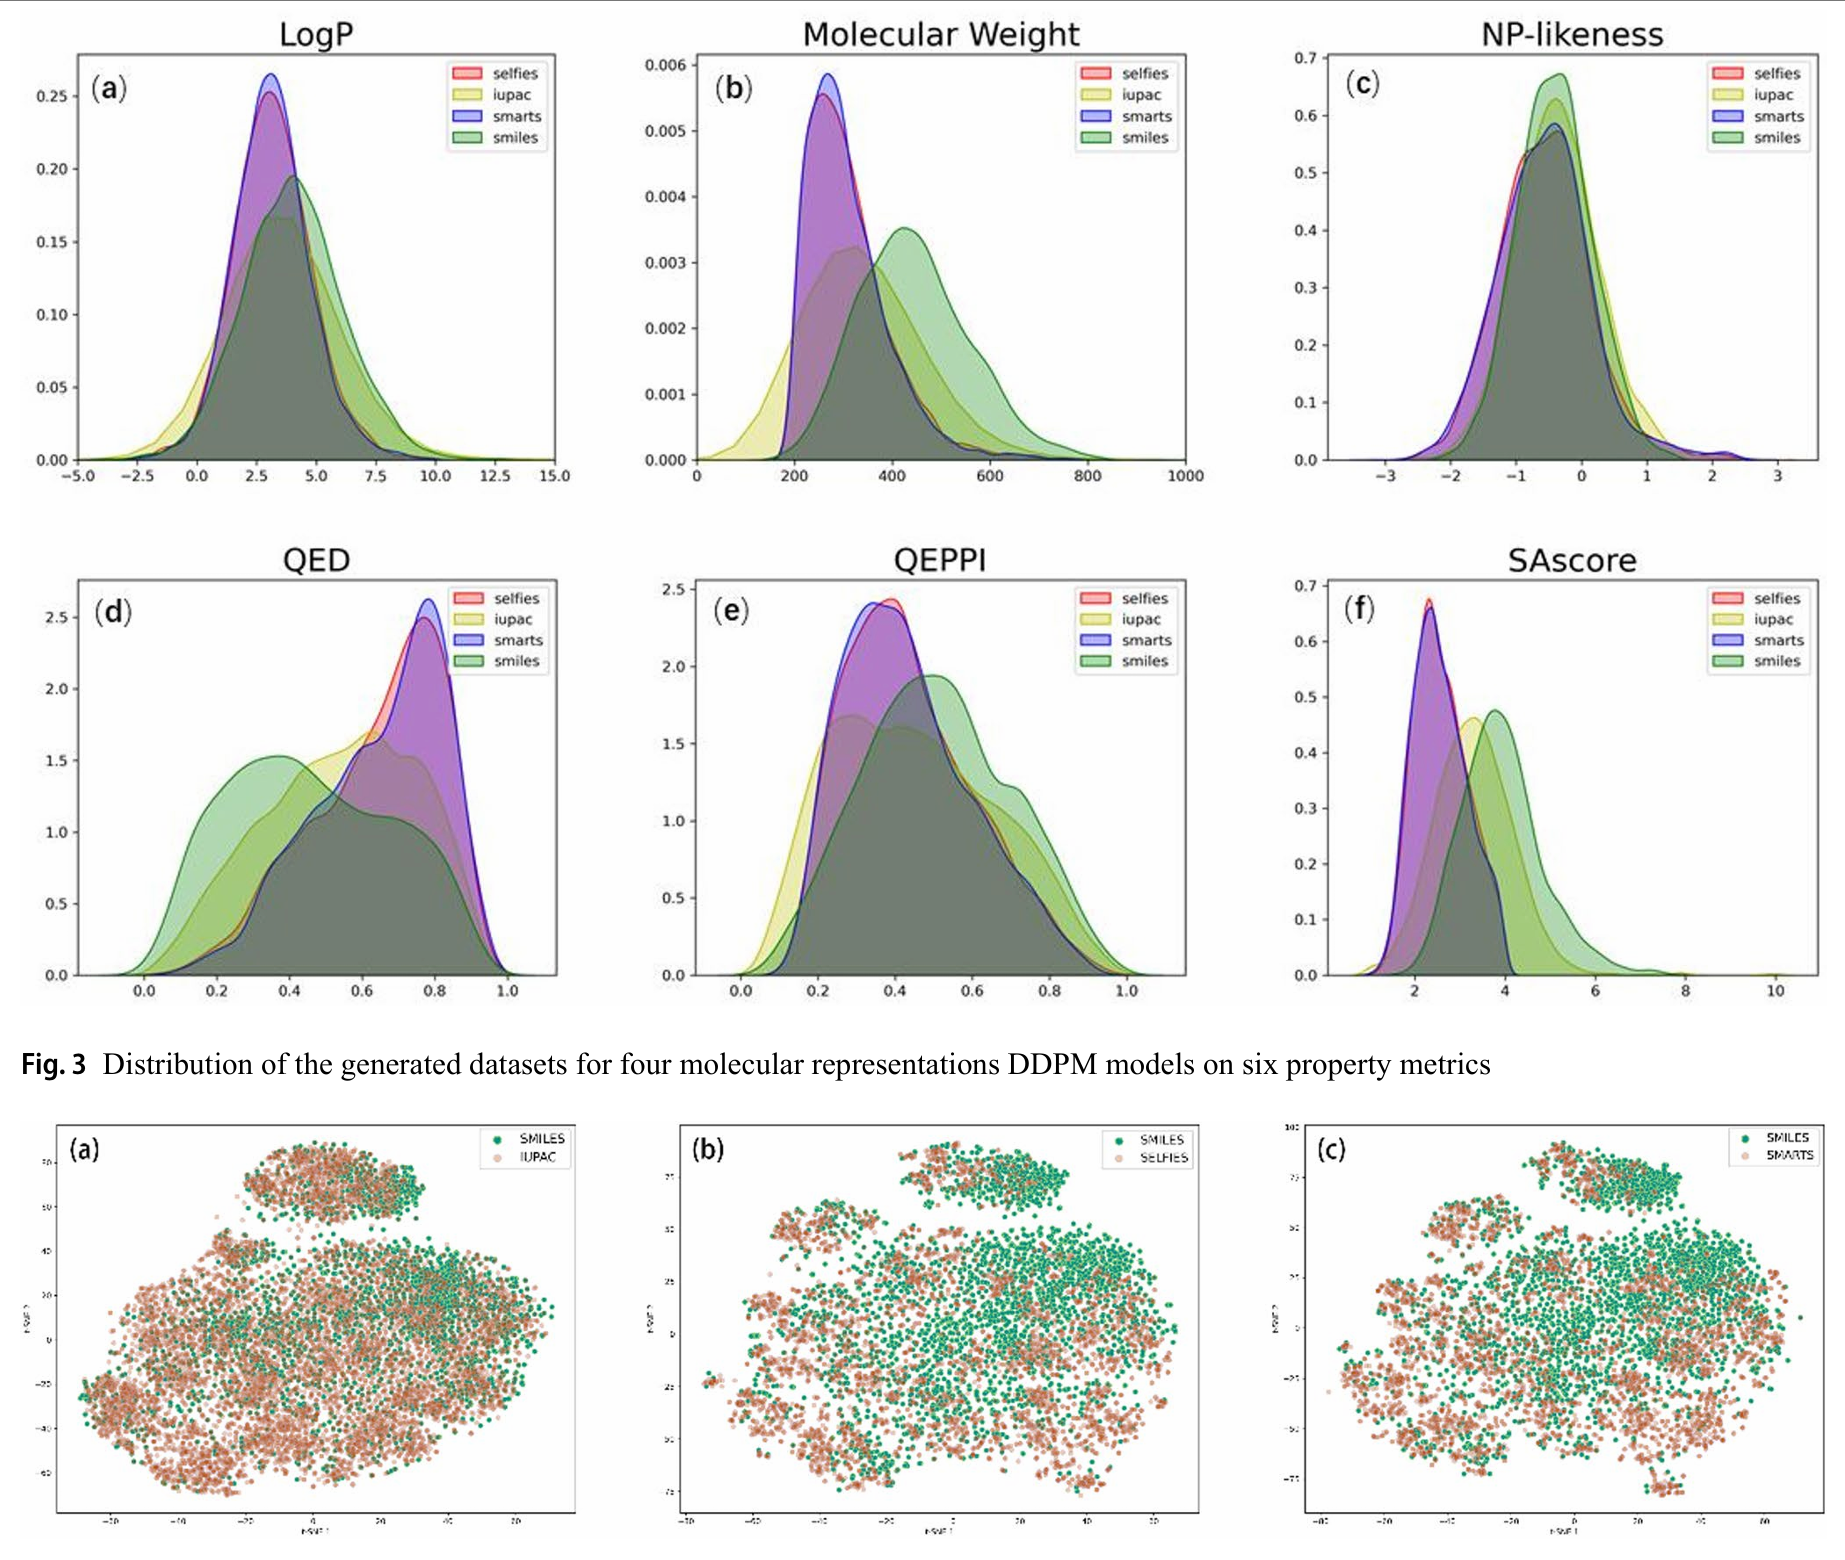 LogP
(a)
selfies
iupac
smarts
smiles
0.25
0.20
0.15
0.10
0.05
0.00
−5.0 −2.5 0.0 2.5 5.0 7.5 10.0 12.5 15.0
Molecular Weight
(b)
selfies
iupac
smarts
smiles
0.006
0.005
0.004
0.003
0.002
0.001
0.000
0 200 400 600 800 1000
NP-likeness
(c)
selfies
iupac
smarts
smiles
0.7
0.6
0.5
0.4
0.3
0.2
0.1
0.0
−3 −2 −1 0 1 2 3
QED
(d)
selfies
iupac
smarts
smiles
2.5
2.0
1.5
1.0
0.5
0.0
0.0 0.2 0.4 0.6 0.8 1.0
QEPPI
(e)
selfies
iupac
smarts
smiles
2.5
2.0
1.5
1.0
0.5
0.0
0.0 0.2 0.4 0.6 0.8 1.0
SAscore
(f)
selfies
iupac
smarts
smiles
0.7
0.6
0.5
0.4
0.3
0.2
0.1
0.0
2 4 6 8 10
Fig. 3 Distribution of the generated datasets for four molecular representations DDPM models on six property metrics
(a)
SMILES
IUPAC
(b)
SMILES
SELFIES
(c)
SMILES
SMARTS